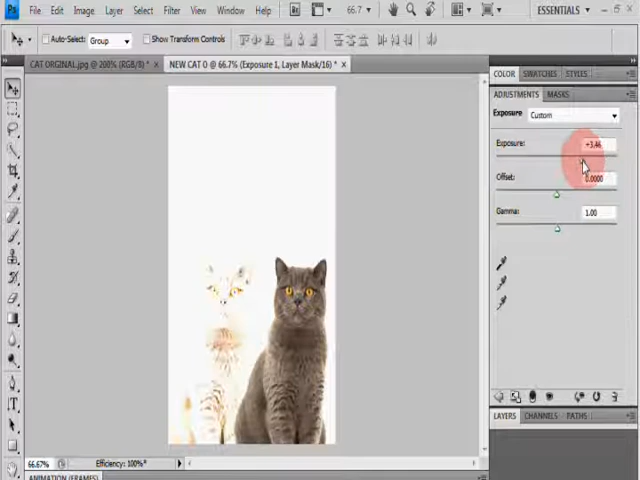 Ps File Edit Image Layer Select Filter View Window Help Br 66.7 ESSENTIALS
Auto-Select: Group Show Transform Controls
CAT ORGINAL.jpg @ 200% (RGB/8) * × NEW CAT O @ 66.7% (Exposure 1, Layer Mask/16) * ×
COLOR SWATCHES STYLES
ADJUSTMENTS MASKS
Exposure Custom
Exposure: +3.46
Offset: 0.0000
Gamma: 1.00
LAYERS CHANNELS PATHS
66.67% Efficiency: 100%*
ANIMATION (FRAMES)